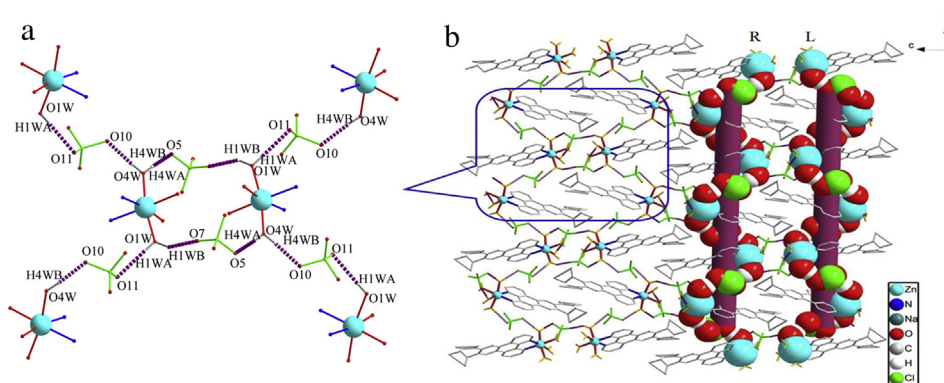 a
b
R L
c
O1W
H1WA
O11
O10
H4WB
O5
O4W
H4WA
H1WB
O1W
H1WA
O11
H4WB
O10
O4W
O1W
O7
H4WA
O4W
H4WB
O10
H1WA
H1WB
O5
O11
H4WB
O10
O11
O4W
H1WA
O1W
Zn
N
Na
O
C
H
Cl